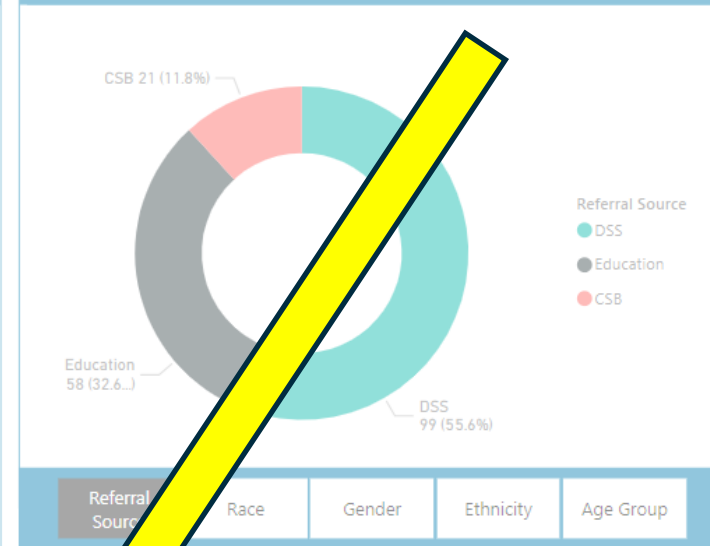 CSB 21 (11.8%)
Referral Source
DSS
Education
CSB
Education
58 (32.6...)
DSS
99 (55.6%)
Referral
Race
Gender
Ethnicity
Age Group